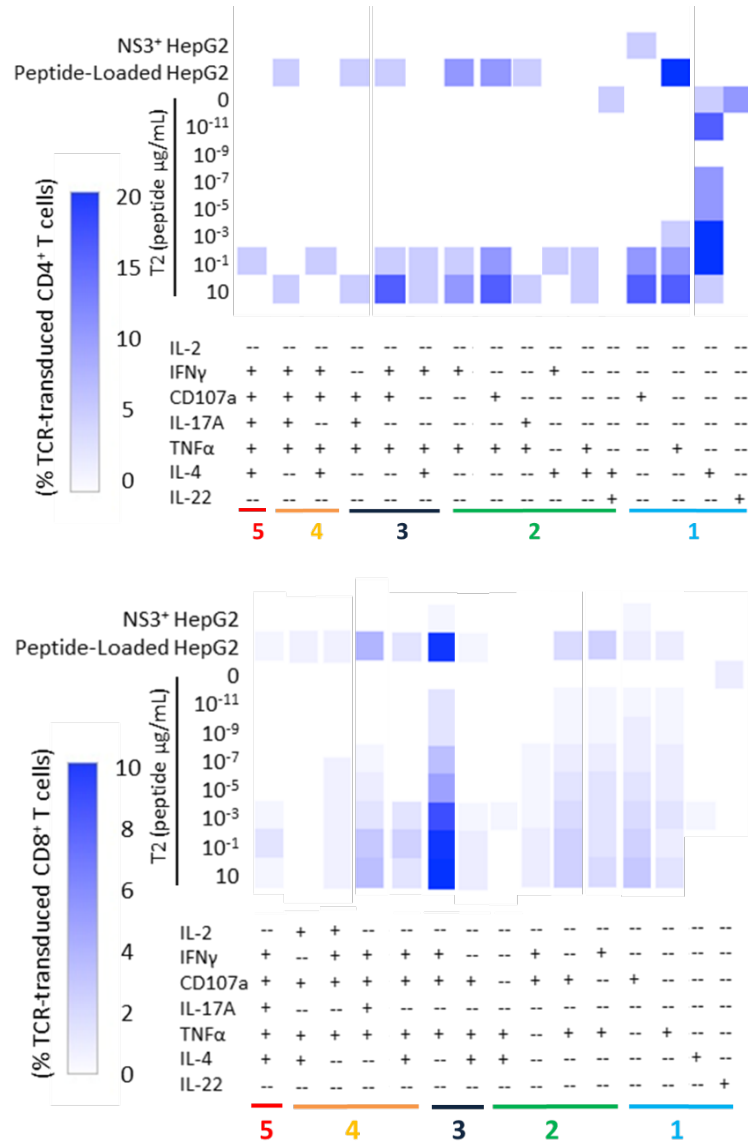 NS3⁺ HepG2
Peptide-Loaded HepG2
0
10⁻¹¹
10⁻⁹
10⁻⁷
10⁻⁵
10⁻³
10⁻¹
10
T2 (peptide µg/mL)
(% TCR-transduced CD4⁺ T cells)
20
15
10
5
0
IL-2 -- -- -- -- -- -- -- -- -- -- -- -- -- -- -- --
IFNγ + + + -- + + + -- -- + -- -- -- -- -- --
CD107a + + + + + -- -- + -- -- -- -- + -- -- --
IL-17A + + -- + -- -- -- -- + -- -- -- -- -- -- --
TNFα + + + + + + + + + -- + -- -- + -- --
IL-4 + -- + -- -- + -- -- -- + + + -- -- + --
IL-22 -- -- -- -- -- -- -- -- -- -- -- + -- -- -- +
5 4 3 2 1
NS3⁺ HepG2
Peptide-Loaded HepG2
0
10⁻¹¹
10⁻⁹
10⁻⁷
10⁻⁵
10⁻³
10⁻¹
10
T2 (peptide µg/mL)
(% TCR-transduced CD8⁺ T cells)
10
8
6
4
2
0
IL-2 -- + + -- -- -- -- -- -- -- -- -- -- -- --
IFNγ + -- + + + + -- -- + -- + -- -- -- --
CD107a + + + + + + + -- + + -- + -- -- --
IL-17A + -- -- + -- -- -- -- -- -- -- -- -- -- --
TNFα + + + + + + + + -- + + -- + -- --
IL-4 + + -- -- + -- + + -- -- -- -- -- + --
IL-22 -- -- -- -- -- -- -- -- -- -- -- -- -- -- +
5 4 3 2 1